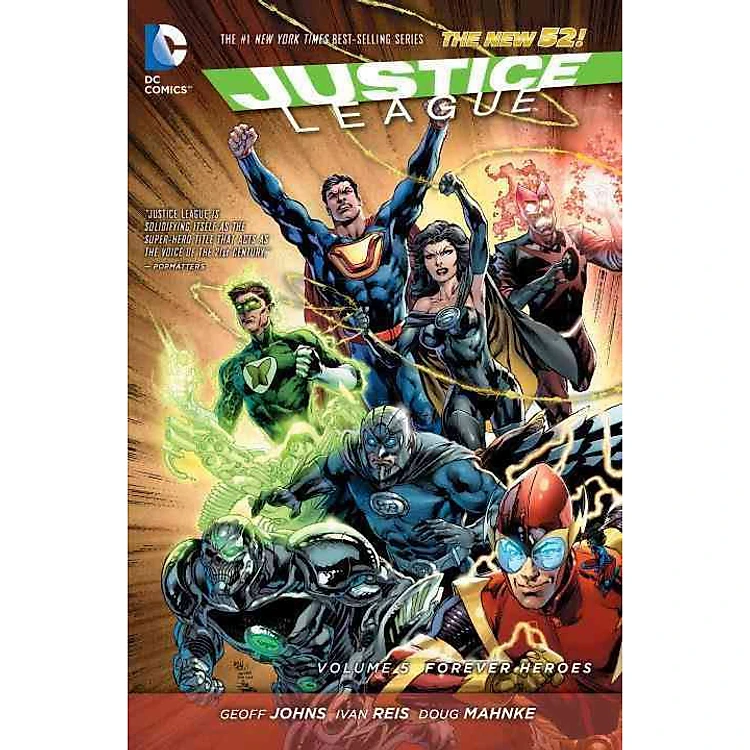 DC
COMICS™
THE #1 NEW YORK TIMES BEST-SELLING SERIES
THE NEW 52!
JUSTICE
LEAGUE
"JUSTICE LEAGUE IS
SOLIDIFYING ITSELF AS THE
SUPER-HERO TITLE THAT ACTS AS
THE VOICE OF THE 21ST CENTURY."
— POPMATTERS
VOLUME 5 FOREVER HEROES
GEOFF JOHNS IVAN REIS DOUG MAHNKE